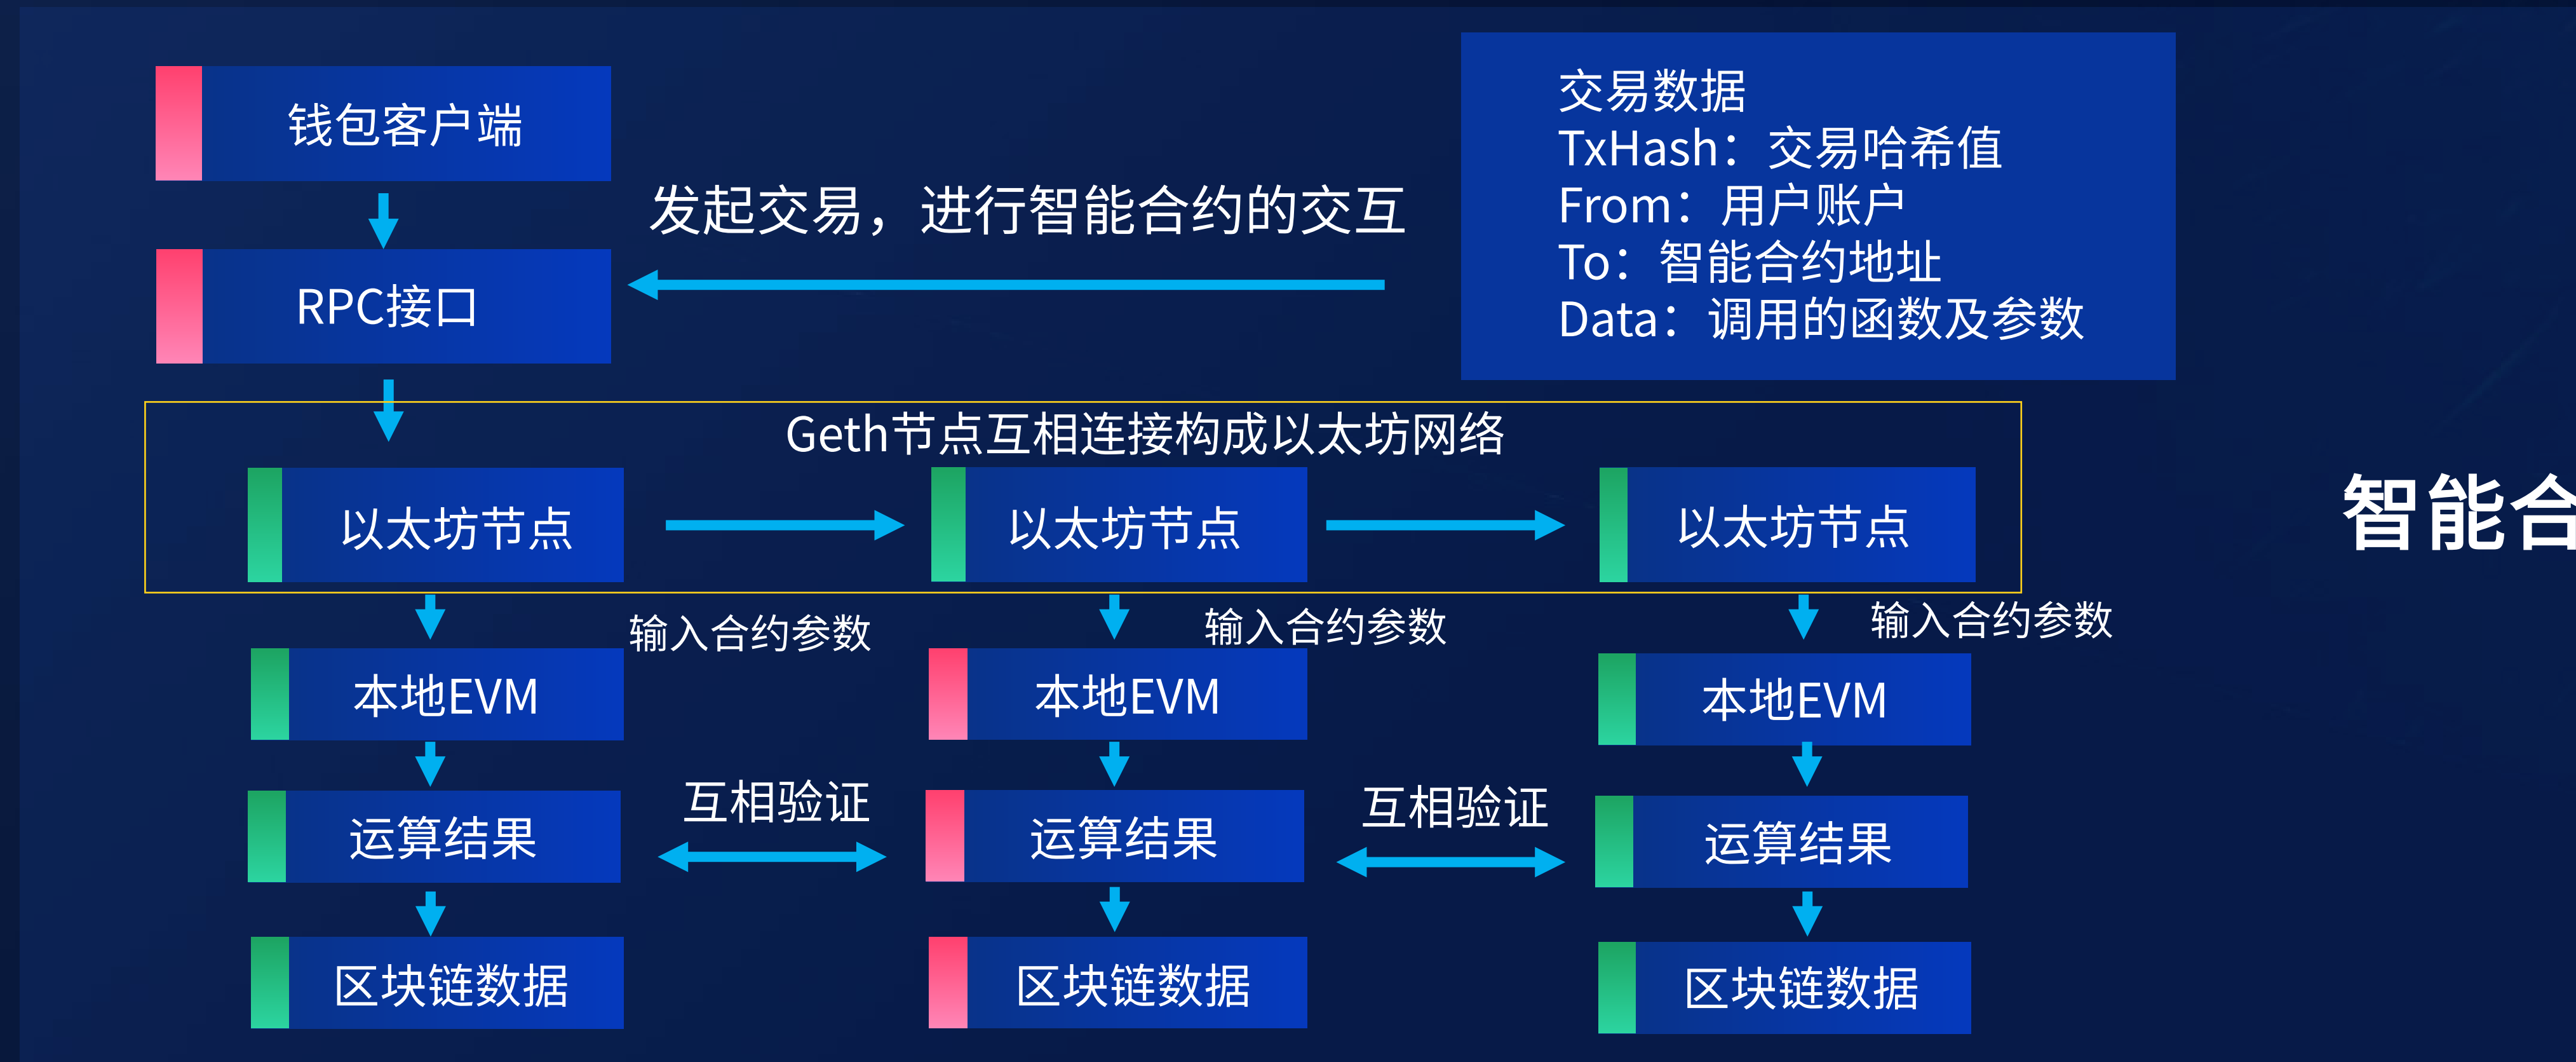 钱包客户端
交易数据
TxHash：交易哈希值
From：用户账户
To：智能合约地址
Data：调用的函数及参数
发起交易，进行智能合约的交互
RPC接口
Geth节点互相连接构成以太坊网络
以太坊节点
以太坊节点
以太坊节点
智能合
输入合约参数
输入合约参数
输入合约参数
本地EVM
本地EVM
本地EVM
互相验证
互相验证
运算结果
运算结果
运算结果
区块链数据
区块链数据
区块链数据